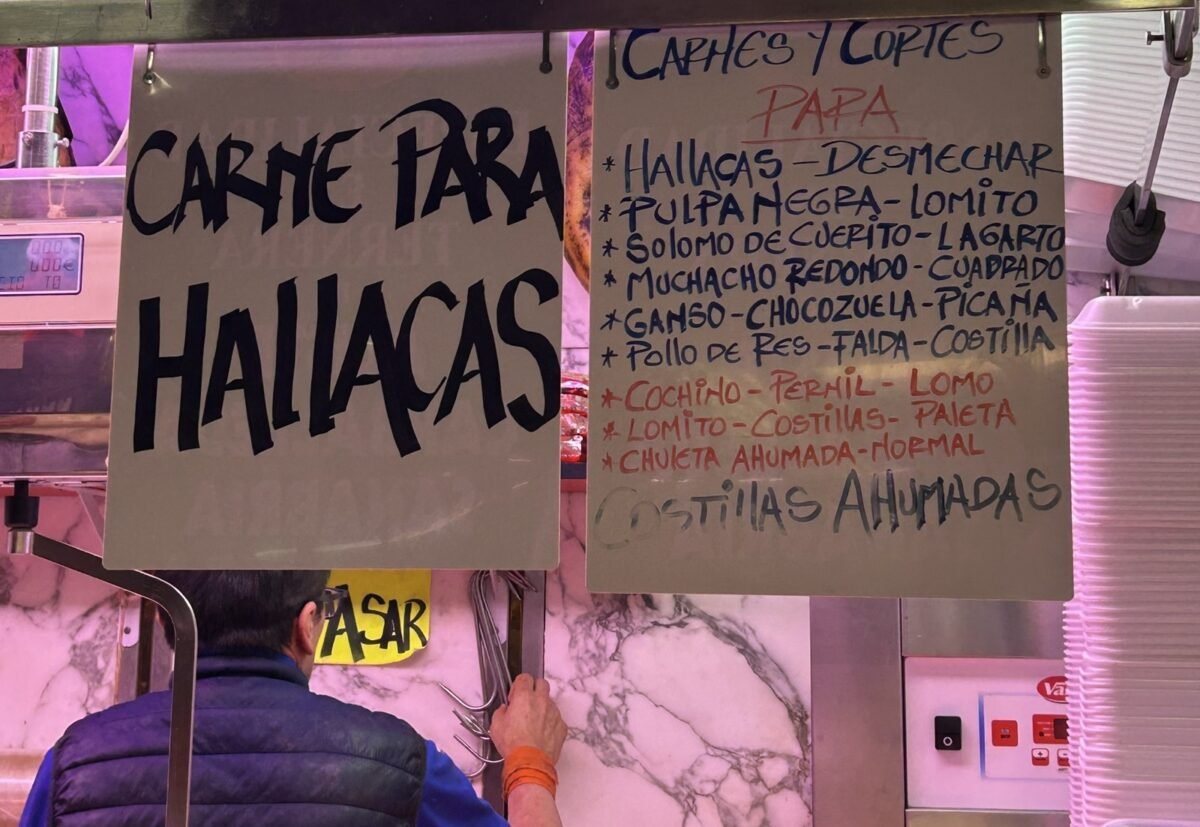 CARNE PARA
HALLACAS
CARNES Y CORTES
PARA
* HALLACAS - DESMECHAR
* PULPA NEGRA - LOMITO
* SOLOMO DE CUERITO - LAGARTO
* MUCHACHO REDONDO - CUADRADO
* GANSO - CHOCOZUELA - PICAÑA
* POLLO DE RES - FALDA - COSTILLA
* COCHINO - PERNIL - LOMO
* LOMITO - COSTILLAS - PALETA
* CHULETA AHUMADA - NORMAL
COSTILLAS AHUMADAS
ASAR